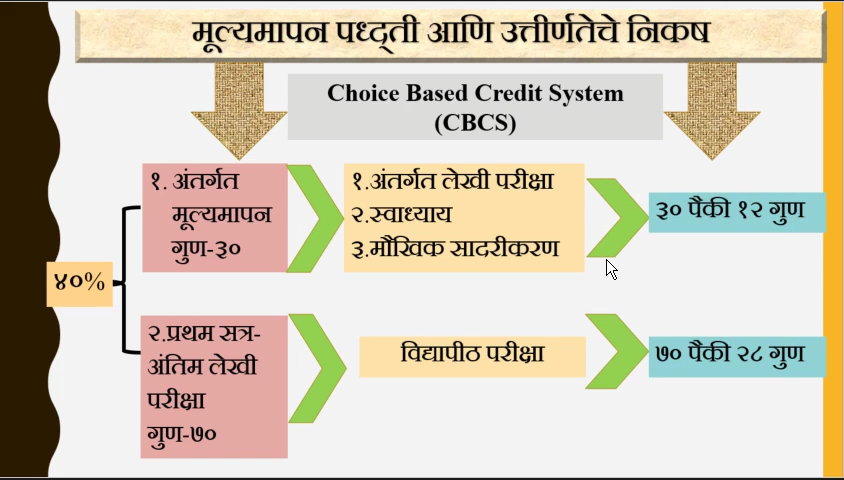 मूल्यमापन पध्द्ती आणि उत्तीर्णतेचे निकष
Choice Based Credit System
(CBCS)
१. अंतर्गत
मूल्यमापन
गुण-३०
१.अंतर्गत लेखी परीक्षा
२.स्वाध्याय
३.मौखिक सादरीकरण
३० पैकी १२ गुण
४०%
२.प्रथम सत्र-
अंतिम लेखी
परीक्षा
गुण-७०
विद्यापीठ परीक्षा
७० पैकी २८ गुण